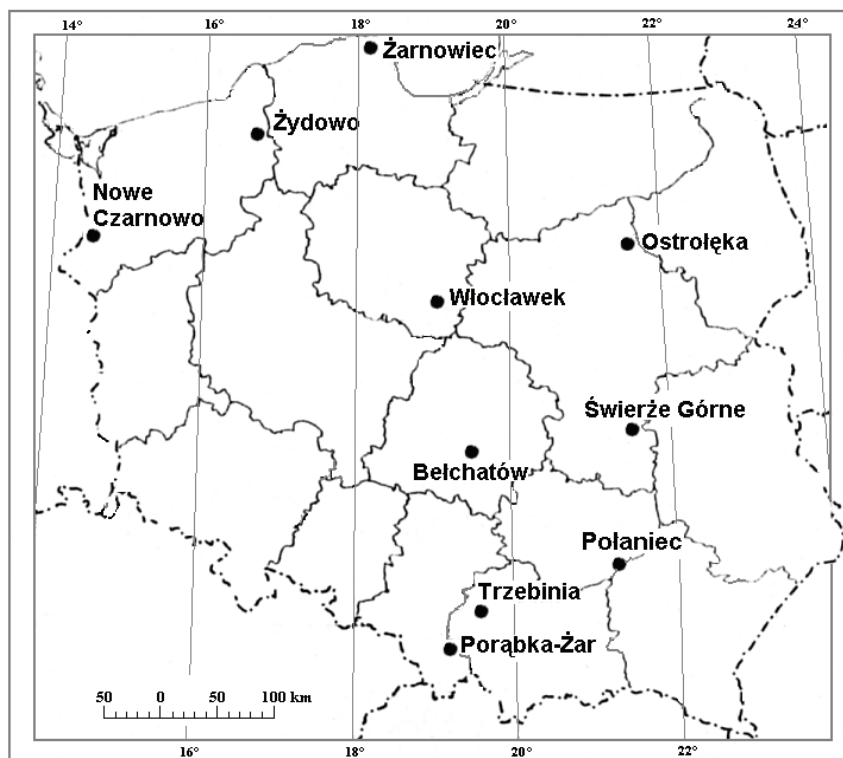 14° 16° 18° 20° 22° 24°
Żarnowiec
Żydowo
Nowe
Czarnowo
Ostrołęka
Włocławek
Świerże Górne
Bełchatów
Połaniec
Trzebinia
Porąbka-Żar
50 0 50 100 km
16° 18° 20° 22°